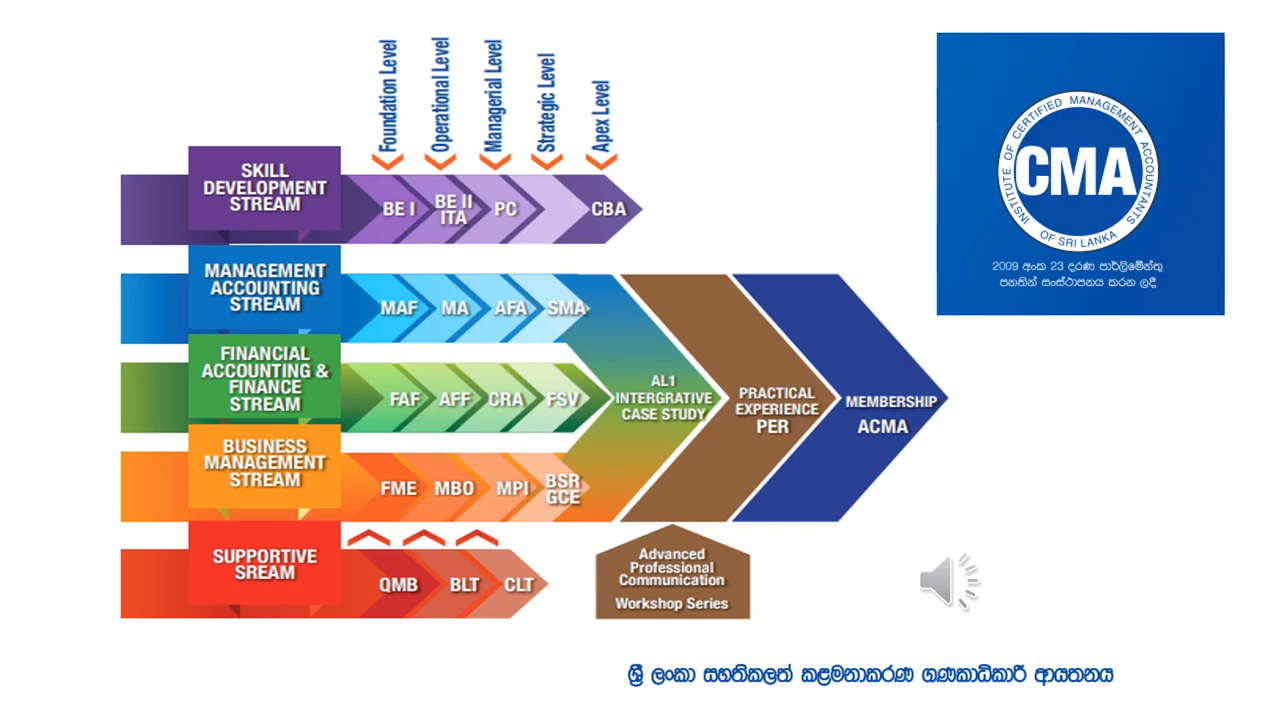 Foundation Level
Operational Level
Managerial Level
Strategic Level
Apex Level
SKILL
DEVELOPMENT
STREAM
BE I
BE II
ITA
PC
CBA
MANAGEMENT
ACCOUNTING
STREAM
MAF
MA
AFA
SMA
FINANCIAL
ACCOUNTING &
FINANCE
STREAM
FAF
AFF
CRA
FSV
BUSINESS
MANAGEMENT
STREAM
FME
MBO
MPI
BSR
GCE
SUPPORTIVE
SREAM
QMB
BLT
CLT
AL1
INTERGRATIVE
CASE STUDY
PRACTICAL
EXPERIENCE
PER
MEMBERSHIP
ACMA
Advanced
Professional
Communication
Workshop Series
INSTITUTE OF CERTIFIED MANAGEMENT ACCOUNTANTS
OF SRI LANKA
CMA
2009 අංක 23 දරණ පාර්ලිමේන්තු
පනතින් සංස්ථාපනය කරන ලදී
ශ්‍රී ලංකා සහතිකලත් කළමනාකරණ ගණකාධිකාරී ආයතනය